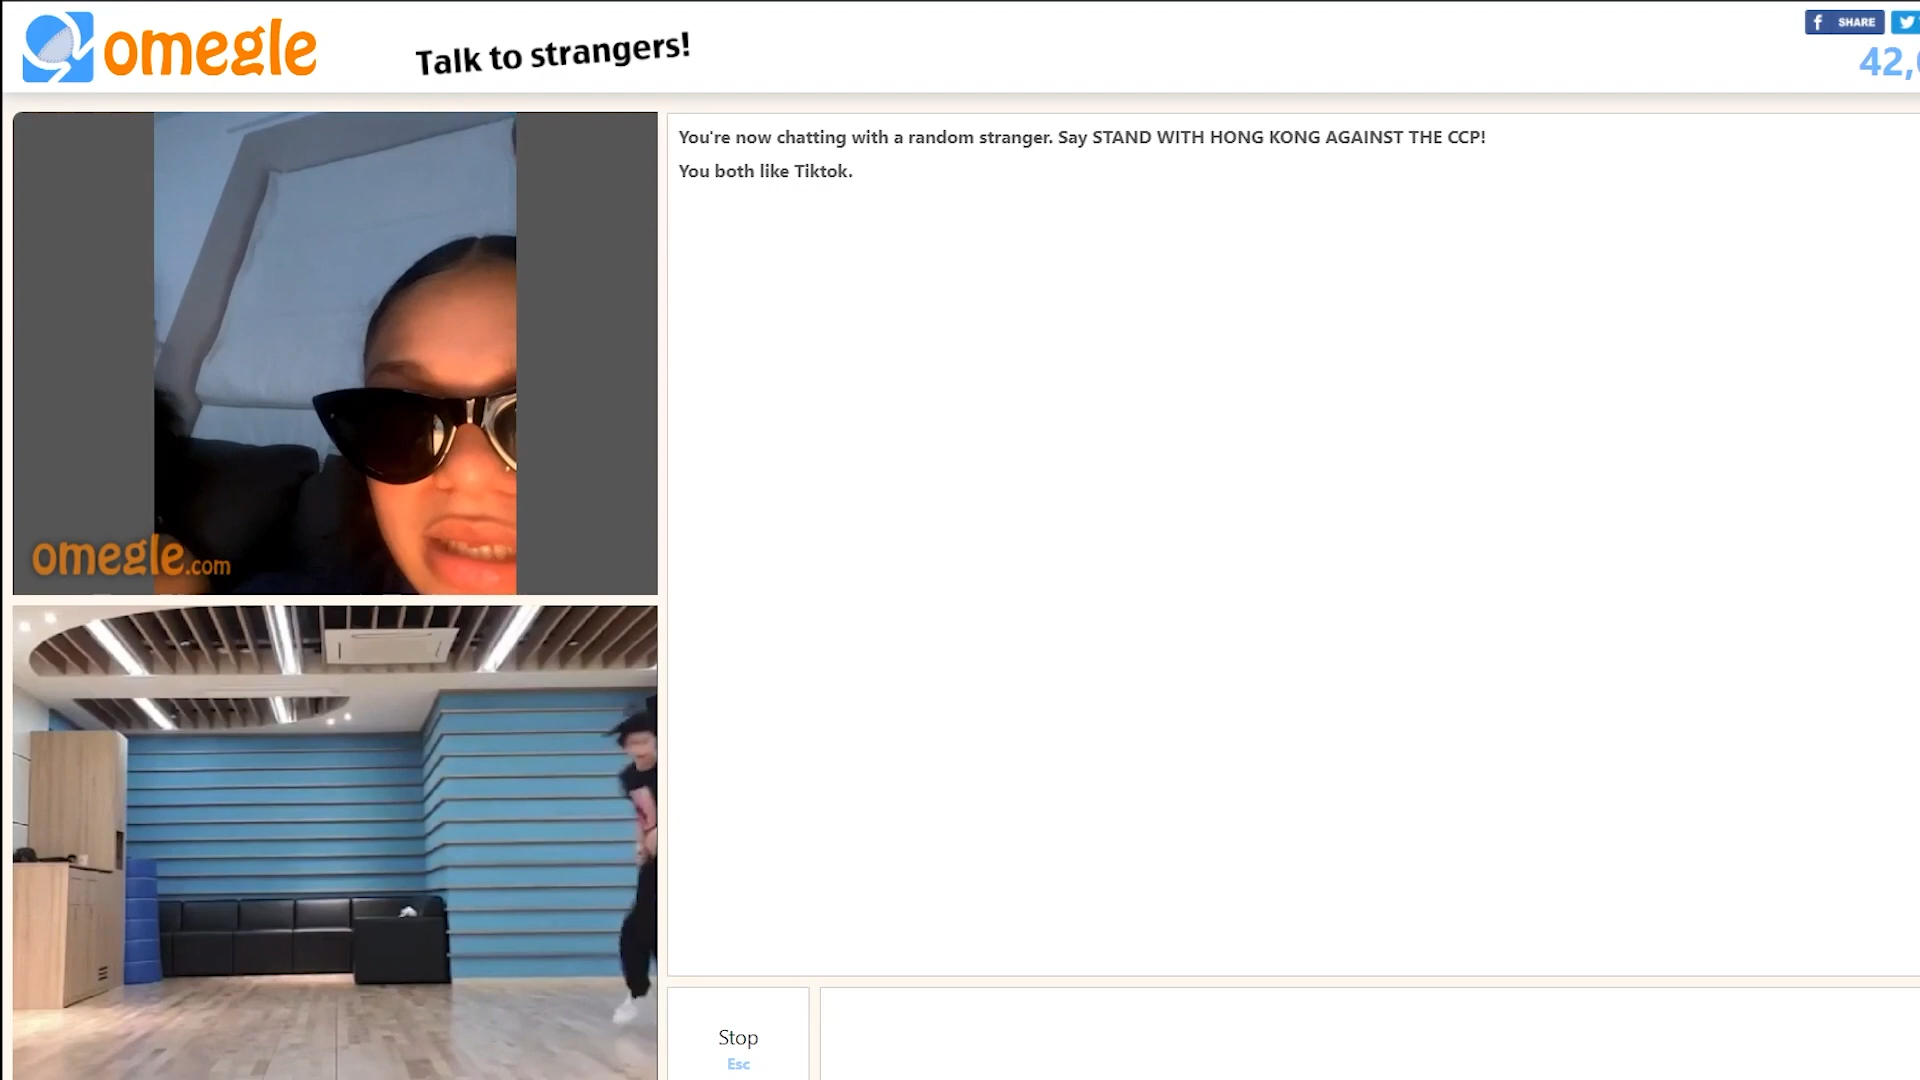 omegle
Talk to strangers!
f SHARE
42,
You're now chatting with a random stranger. Say STAND WITH HONG KONG AGAINST THE CCP!
You both like Tiktok.
omegle.com
Stop
Esc